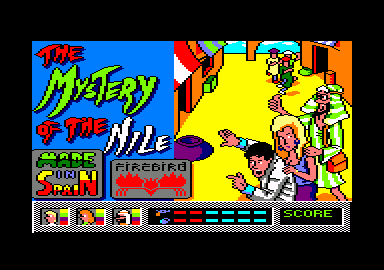 THE
MYSTERY
OF THE
NILE
MADE
IN
SPAIN
FIREBIRD
SCORE